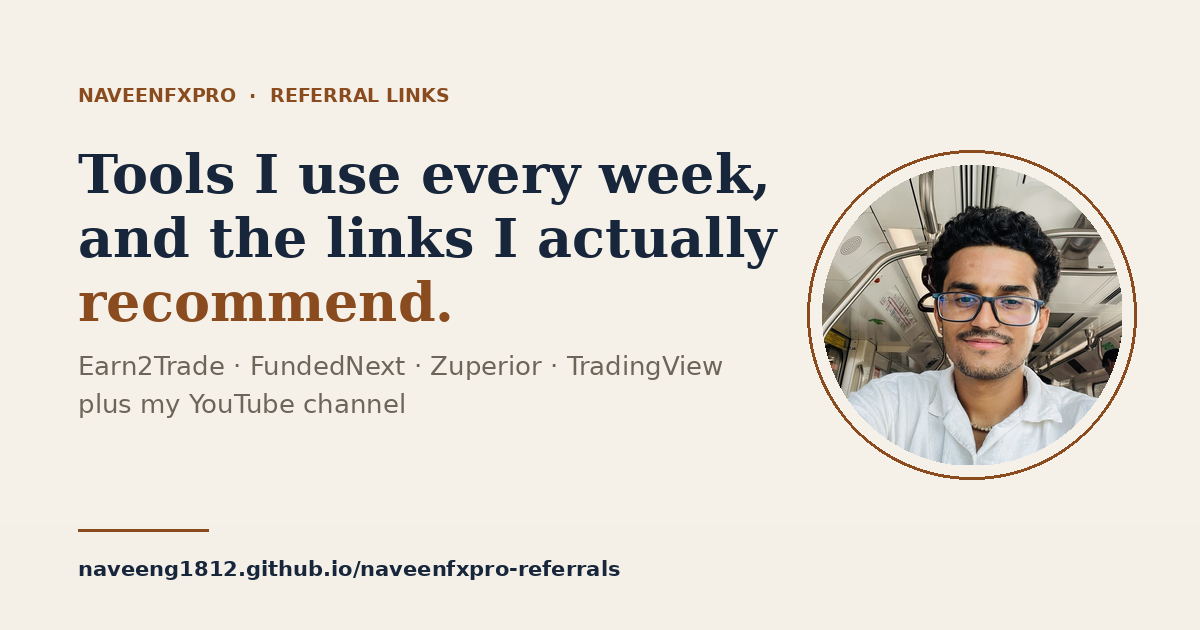 NAVEENFXPRO · REFERRAL LINKS
Tools I use every week,
and the links I actually
recommend.
Earn2Trade · FundedNext · Zuperior · TradingView
plus my YouTube channel
naveeng1812.github.io/naveenfxpro-referrals